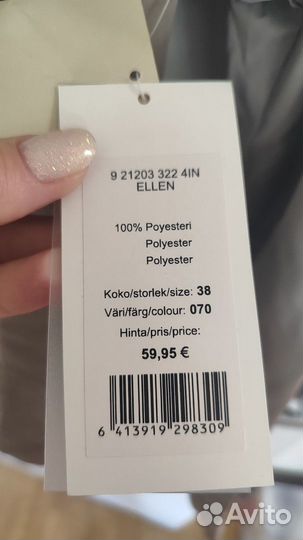 9 21203 322 4IN
ELLEN
100% Poyesteri
Polyester
Polyester
Koko/storlek/size: 38
Väri/färg/colour: 070
Hinta/pris/price:
59,95 €
6 413919 298309
Avito